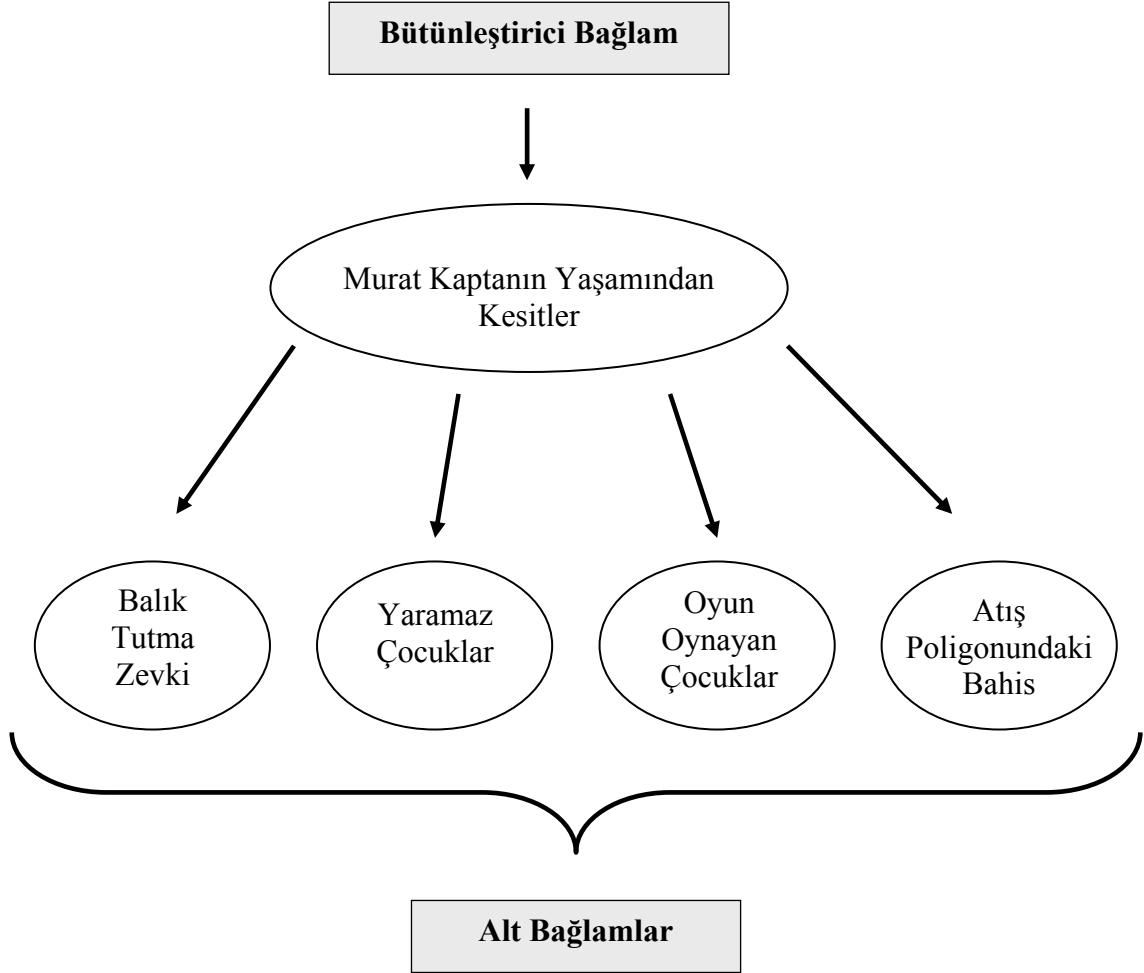 Bütünleştirici Bağlam
Murat Kaptanın Yaşamından
Kesitler
Balık
Tutma
Zevki
Yaramaz
Çocuklar
Oyun
Oynayan
Çocuklar
Atış
Poligonundaki
Bahis
Alt Bağlamlar